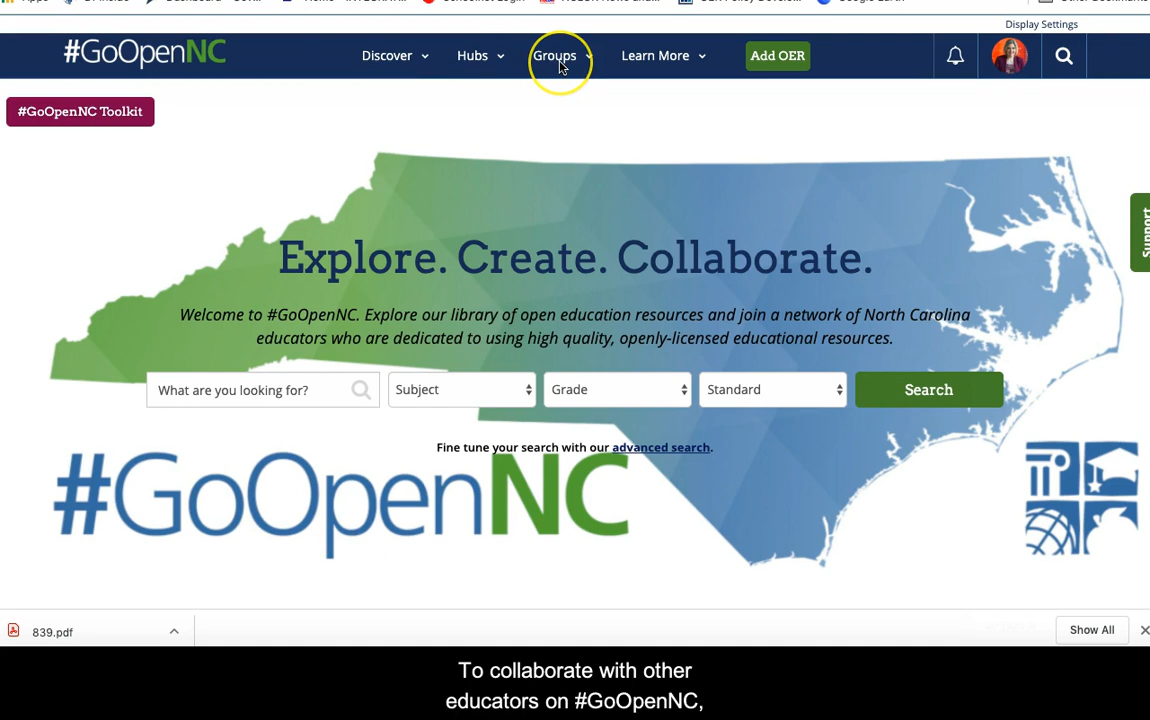 Display Settings
#GoOpenNC Discover Hubs Groups Learn More Add OER
#GoOpenNC Toolkit
Support
Explore. Create. Collaborate.
Welcome to #GoOpenNC. Explore our library of open education resources and join a network of North Carolina
educators who are dedicated to using high quality, openly-licensed educational resources.
What are you looking for? Subject Grade Standard Search
Fine tune your search with our advanced search.
#GoOpenNC
839.pdf Show All
To collaborate with other
educators on #GoOpenNC,